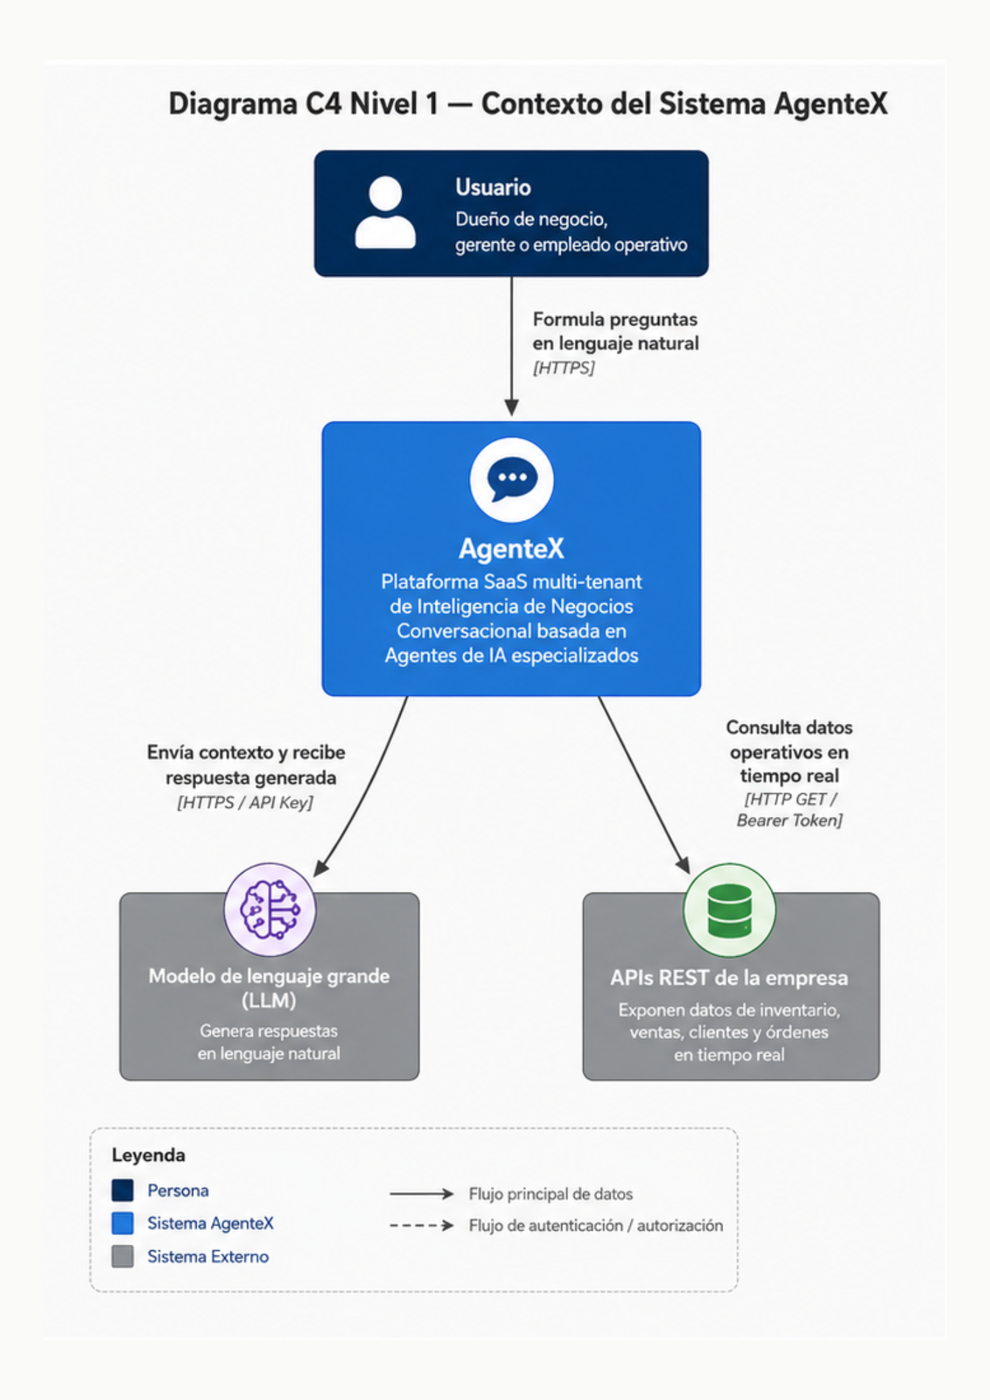 Diagrama C4 Nivel 1 — Contexto del Sistema AgenteX
Usuario
Dueño de negocio,
gerente o empleado operativo
Formula preguntas
en lenguaje natural
[HTTPS]
AgenteX
Plataforma SaaS multi-tenant
de Inteligencia de Negocios
Conversacional basada en
Agentes de IA especializados
Envía contexto y recibe
respuesta generada
[HTTPS / API Key]
Consulta datos
operativos en
tiempo real
[HTTP GET /
Bearer Token]
Modelo de lenguaje grande
(LLM)
Genera respuestas
en lenguaje natural
APIs REST de la empresa
Exponen datos de inventario,
ventas, clientes y órdenes
en tiempo real
Leyenda
Persona
Sistema AgenteX
Sistema Externo
Flujo principal de datos
Flujo de autenticación / autorización